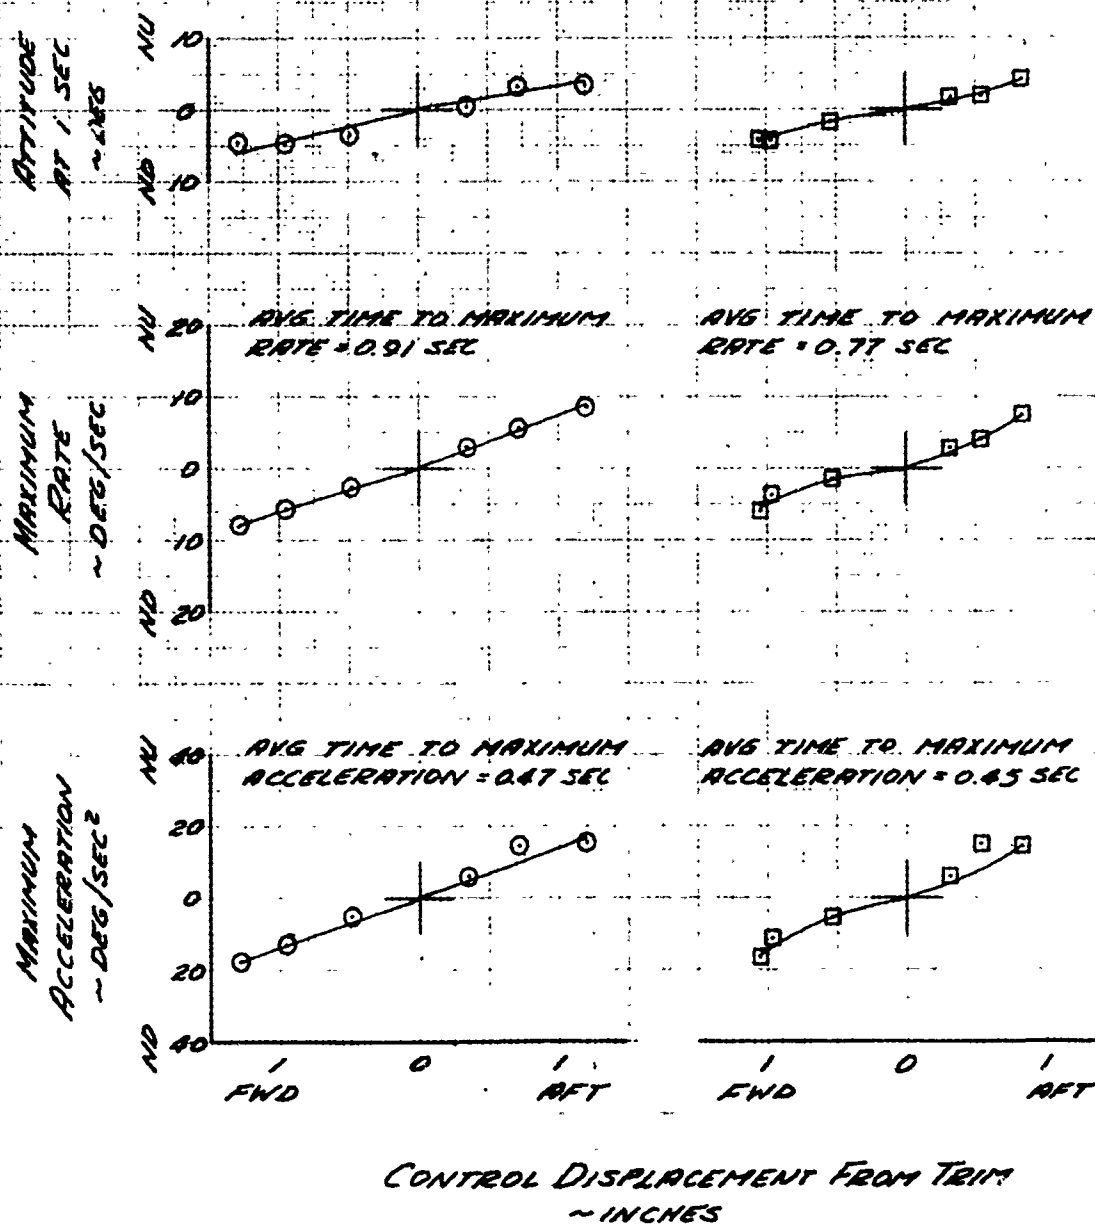 ATTITUDE
AT 1 SEC
~ DEG
NU
ND
10
0
10
MAXIMUM
RATE
~ DEG/SEC
NU
ND
20
10
0
10
20
AVG TIME TO MAXIMUM
RATE = 0.91 SEC
AVG TIME TO MAXIMUM
RATE = 0.77 SEC
MAXIMUM
ACCELERATION
~ DEG/SEC²
NU
ND
40
20
0
20
40
AVG TIME TO MAXIMUM
ACCELERATION = 0.47 SEC
AVG TIME TO MAXIMUM
ACCELERATION = 0.45 SEC
1 0 1
FWD AFT
1 0 1
FWD AFT
CONTROL DISPLACEMENT FROM TRIM
~ INCHES